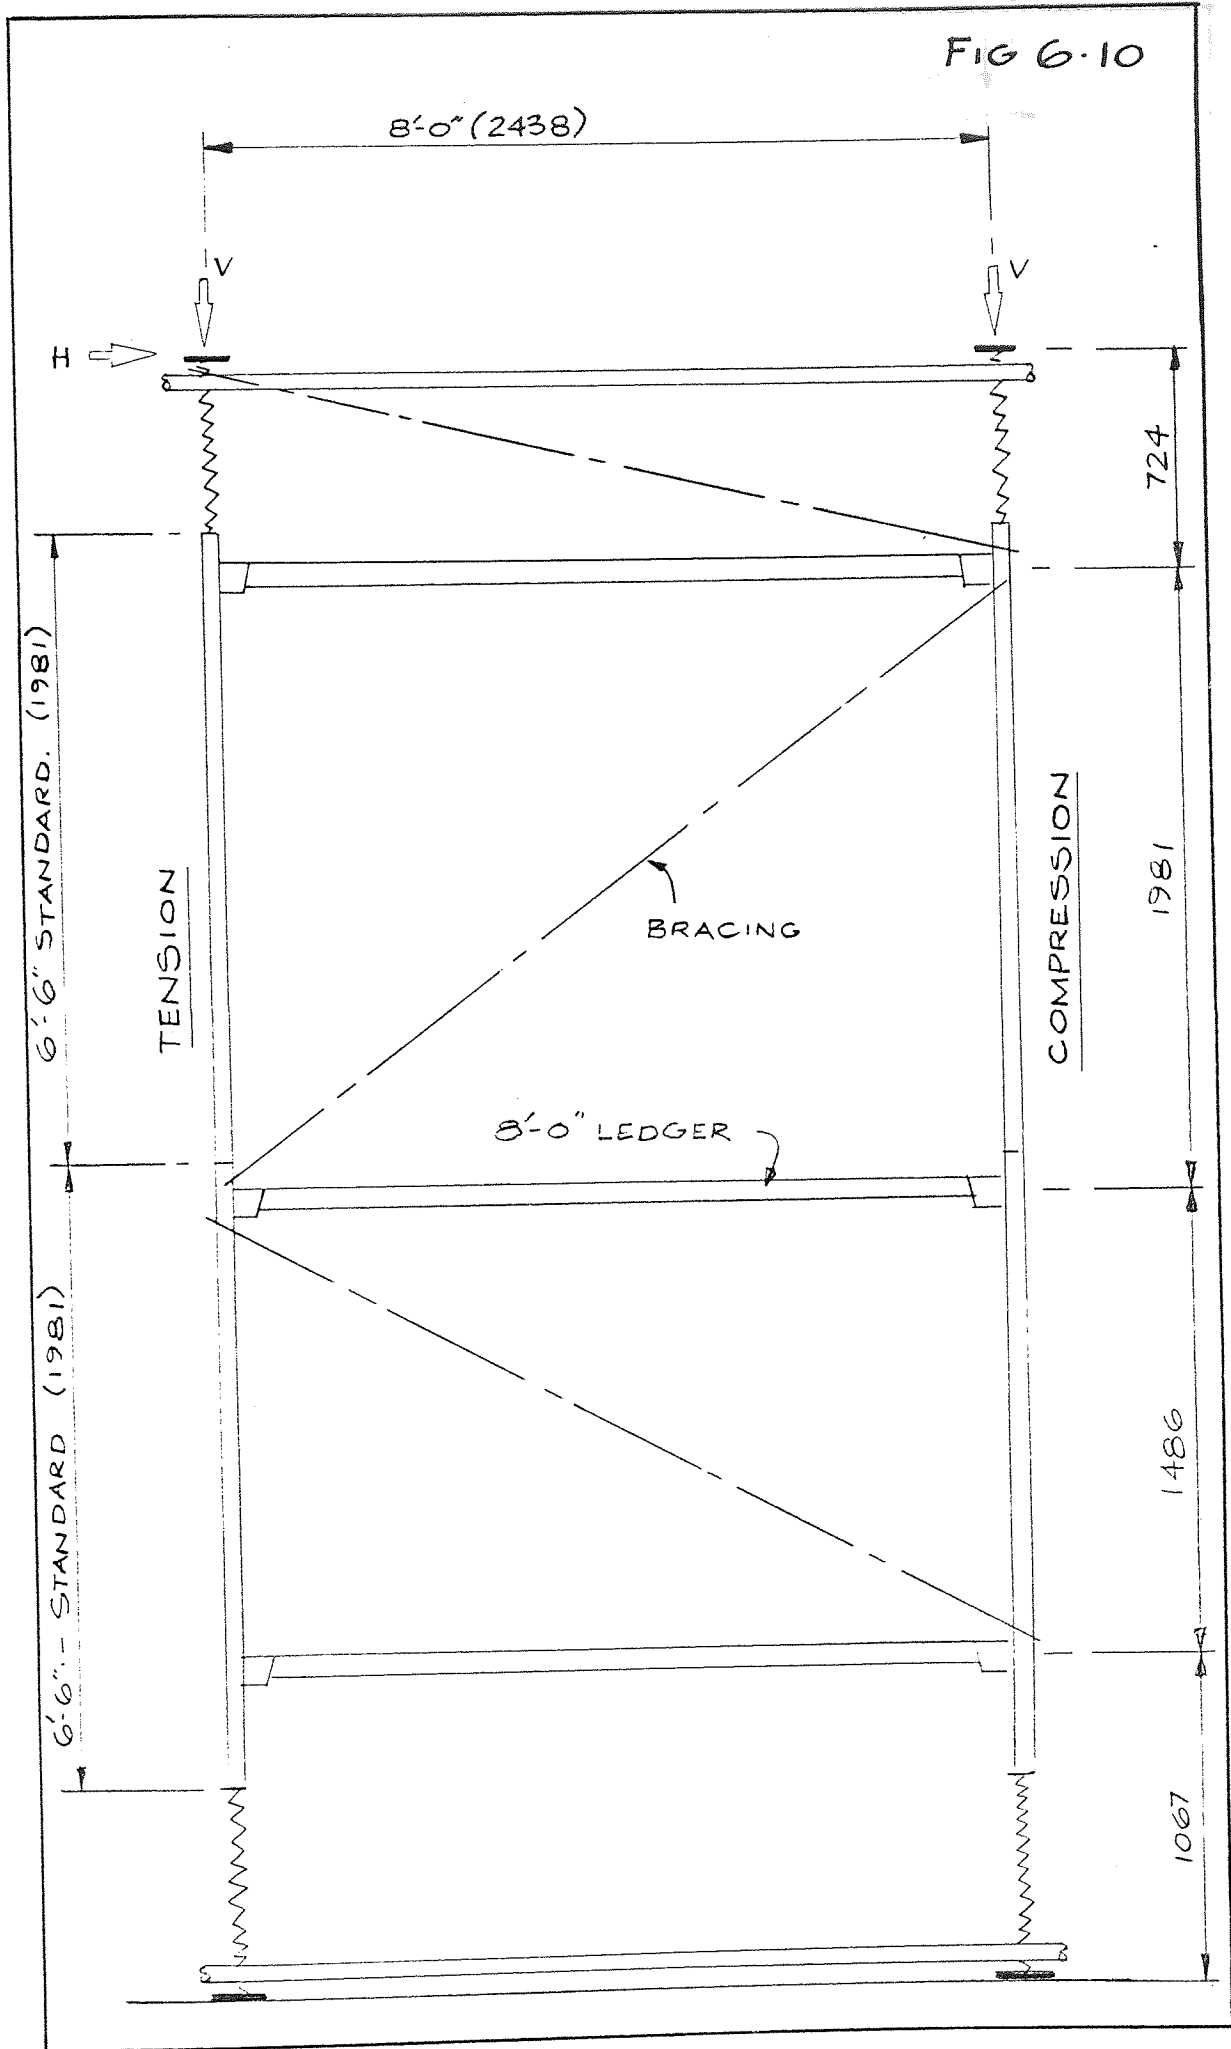 FIG 6.10
8'-0" (2438)
V
V
H
724
6'-6" STANDARD. (1981)
TENSION
BRACING
COMPRESSION
1981
8'-0" LEDGER
6'-6" - STANDARD (1981)
1486
1067